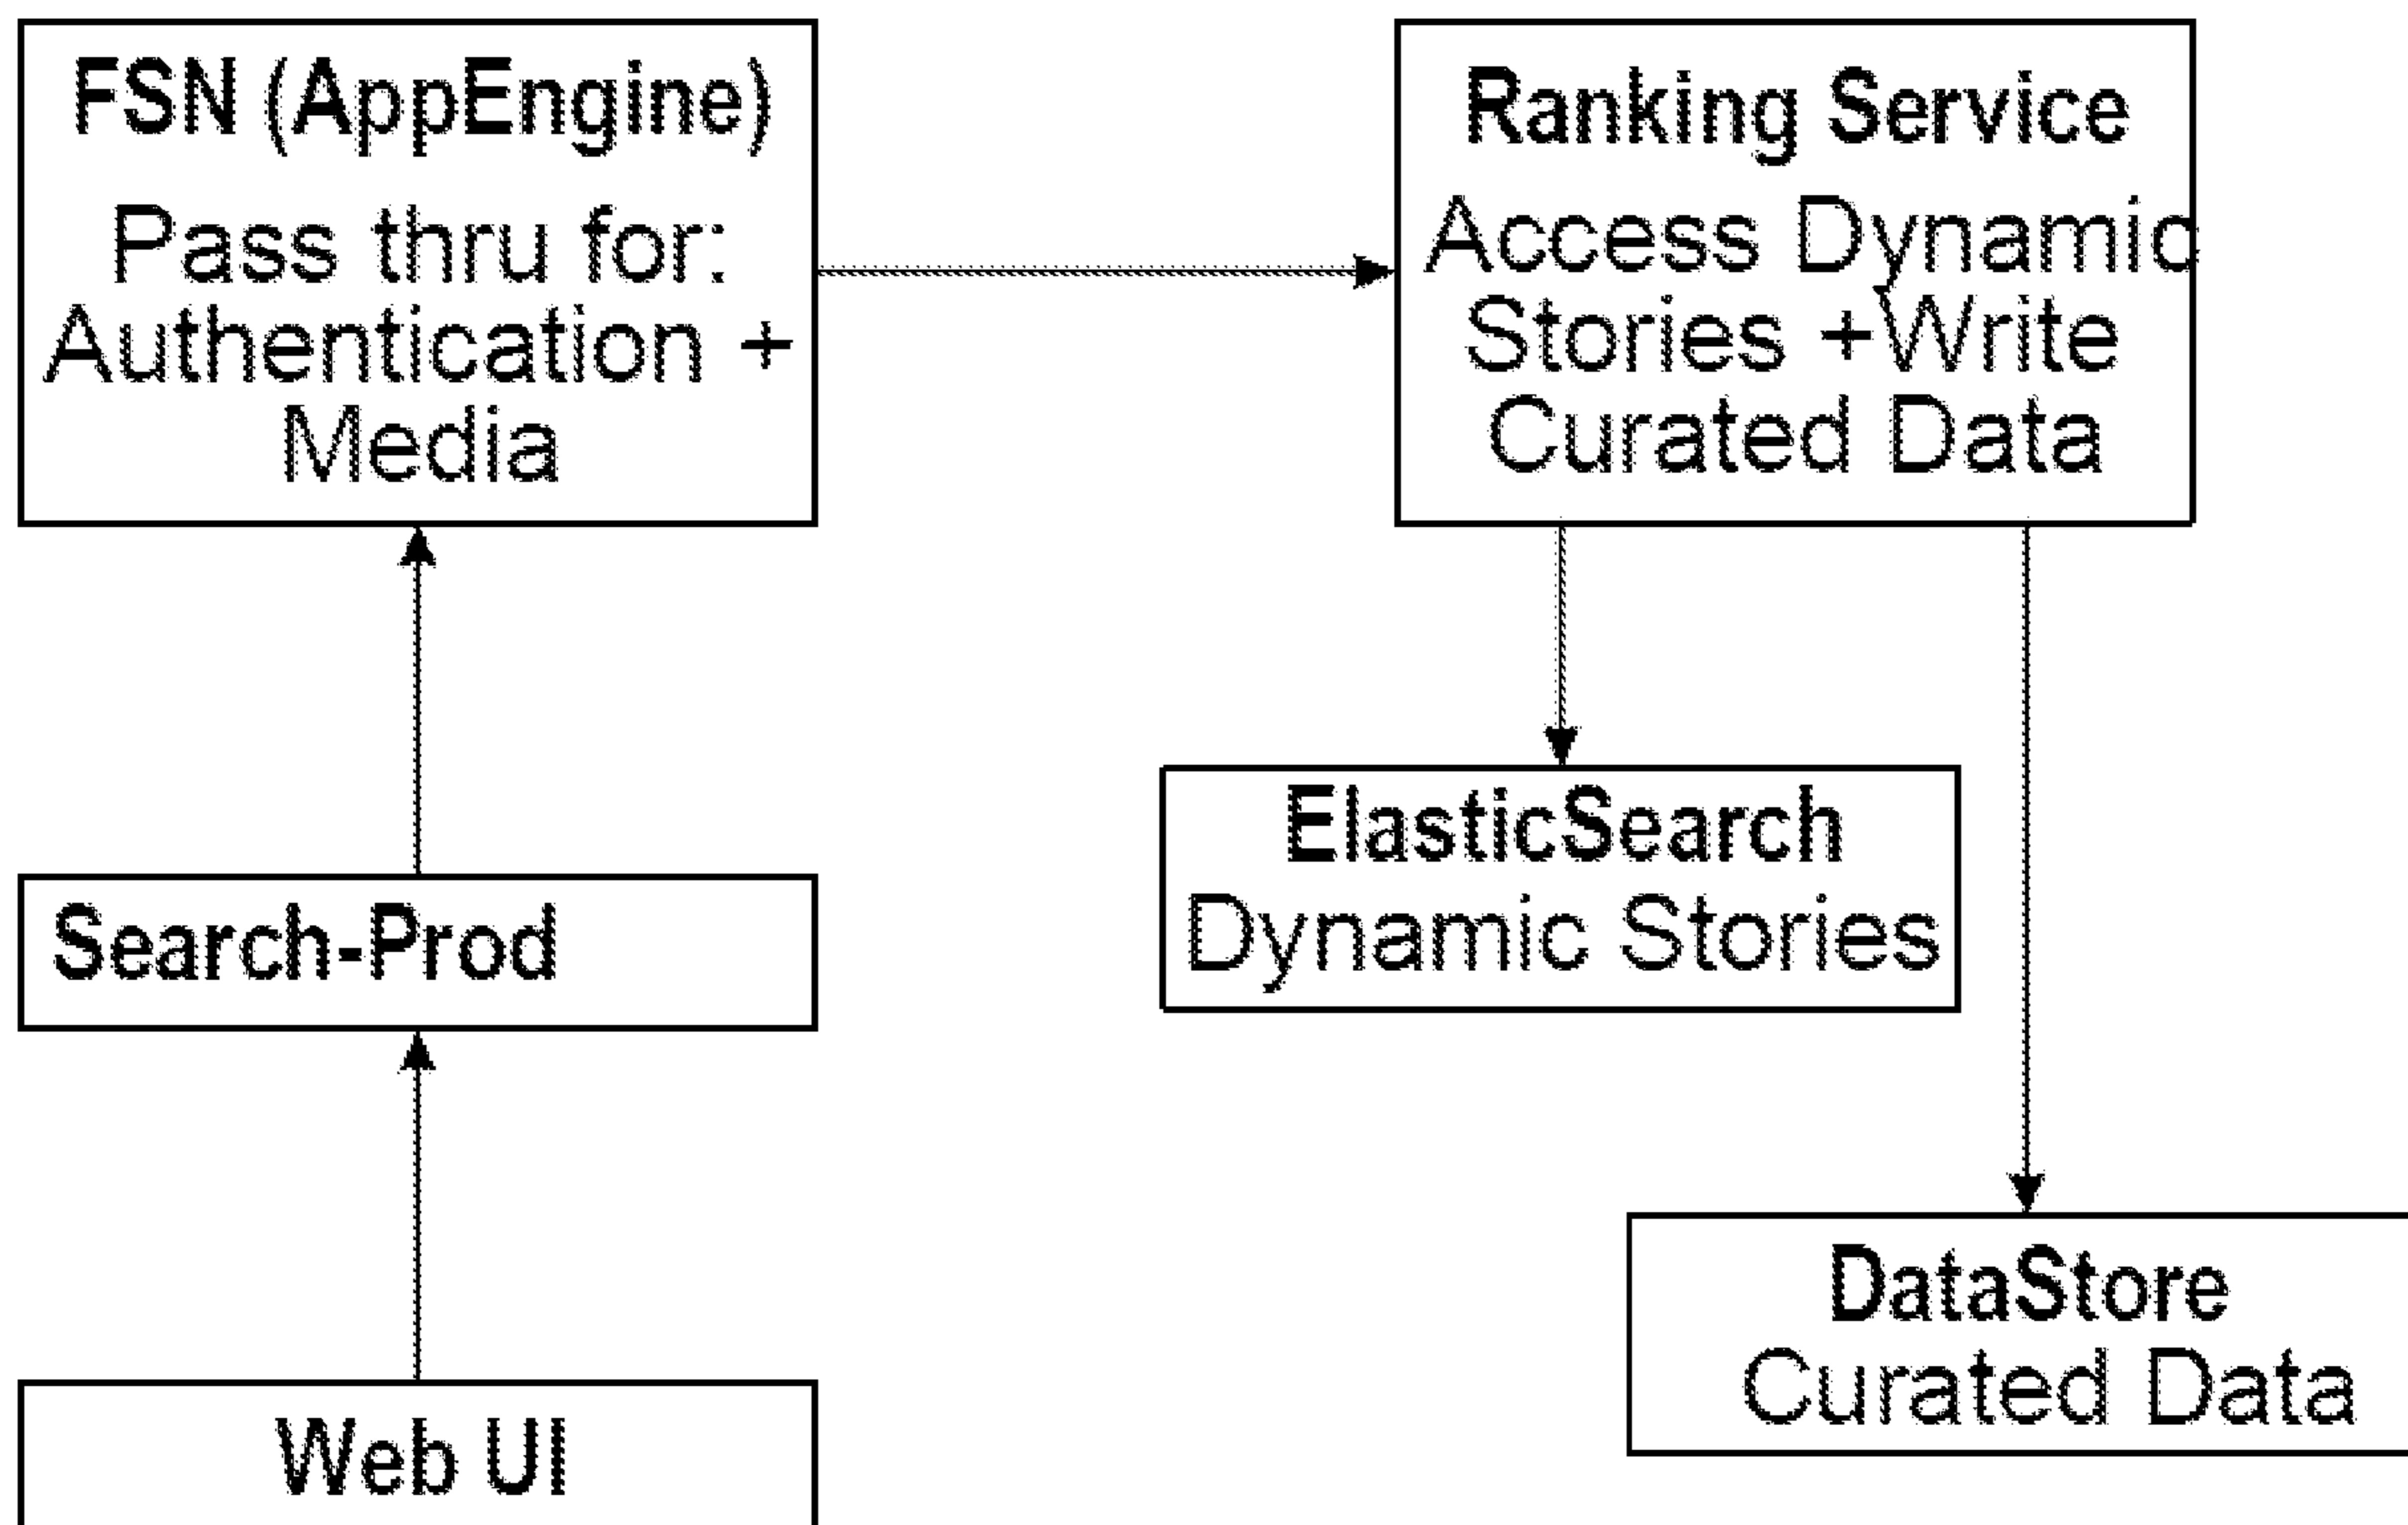 FSN (AppEngine)
Pass thru for:
Authentication +
Media
Ranking Service
Access Dynamic
Stories +Write
Curated Data
ElasticSearch
Dynamic Stories
Search-Prod
DataStore
Curated Data
Web UI